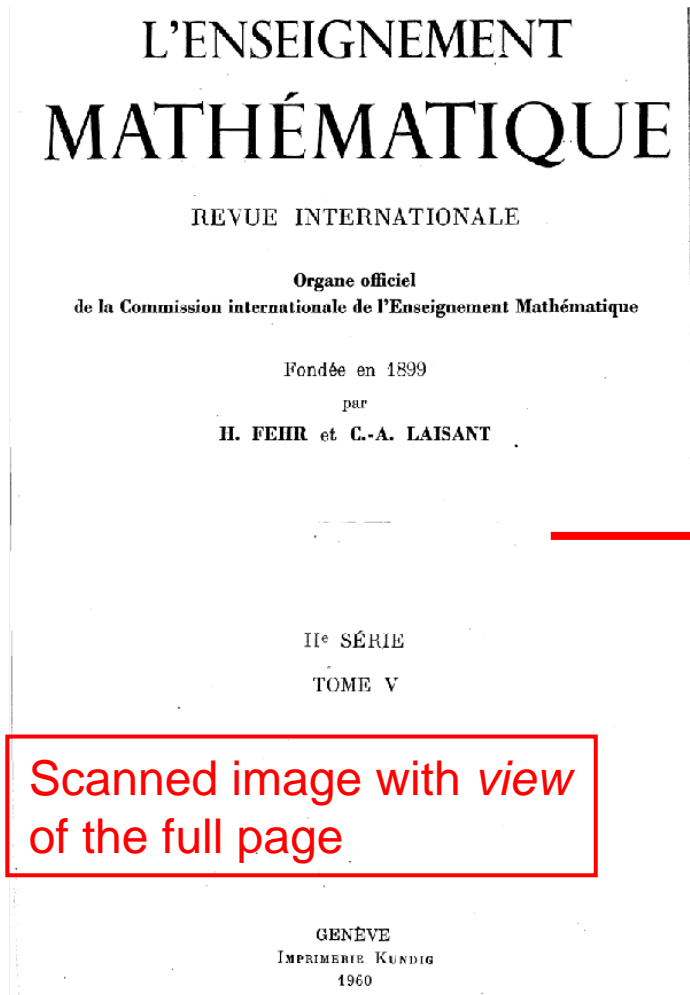 L'ENSEIGNEMENT
MATHÉMATIQUE
REVUE INTERNATIONALE
Organe officiel
de la Commission internationale de l'Enseignement Mathématique
Fondée en 1899
par
H. FEHR et C.-A. LAISANT
IIe SÉRIE
TOME V
Scanned image with view
of the full page
GENÈVE
IMPRIMERIE KUNDIG
1960